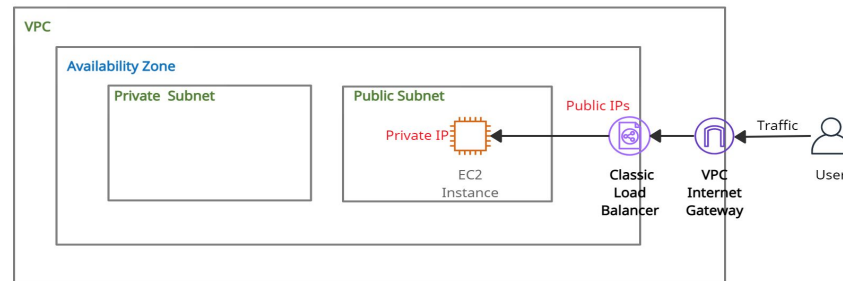 VPC
Availability Zone
Private Subnet
Public Subnet
Public IPs
Private IP
Traffic
EC2
Instance
Classic
Load
Balancer
VPC
Internet
Gateway
User